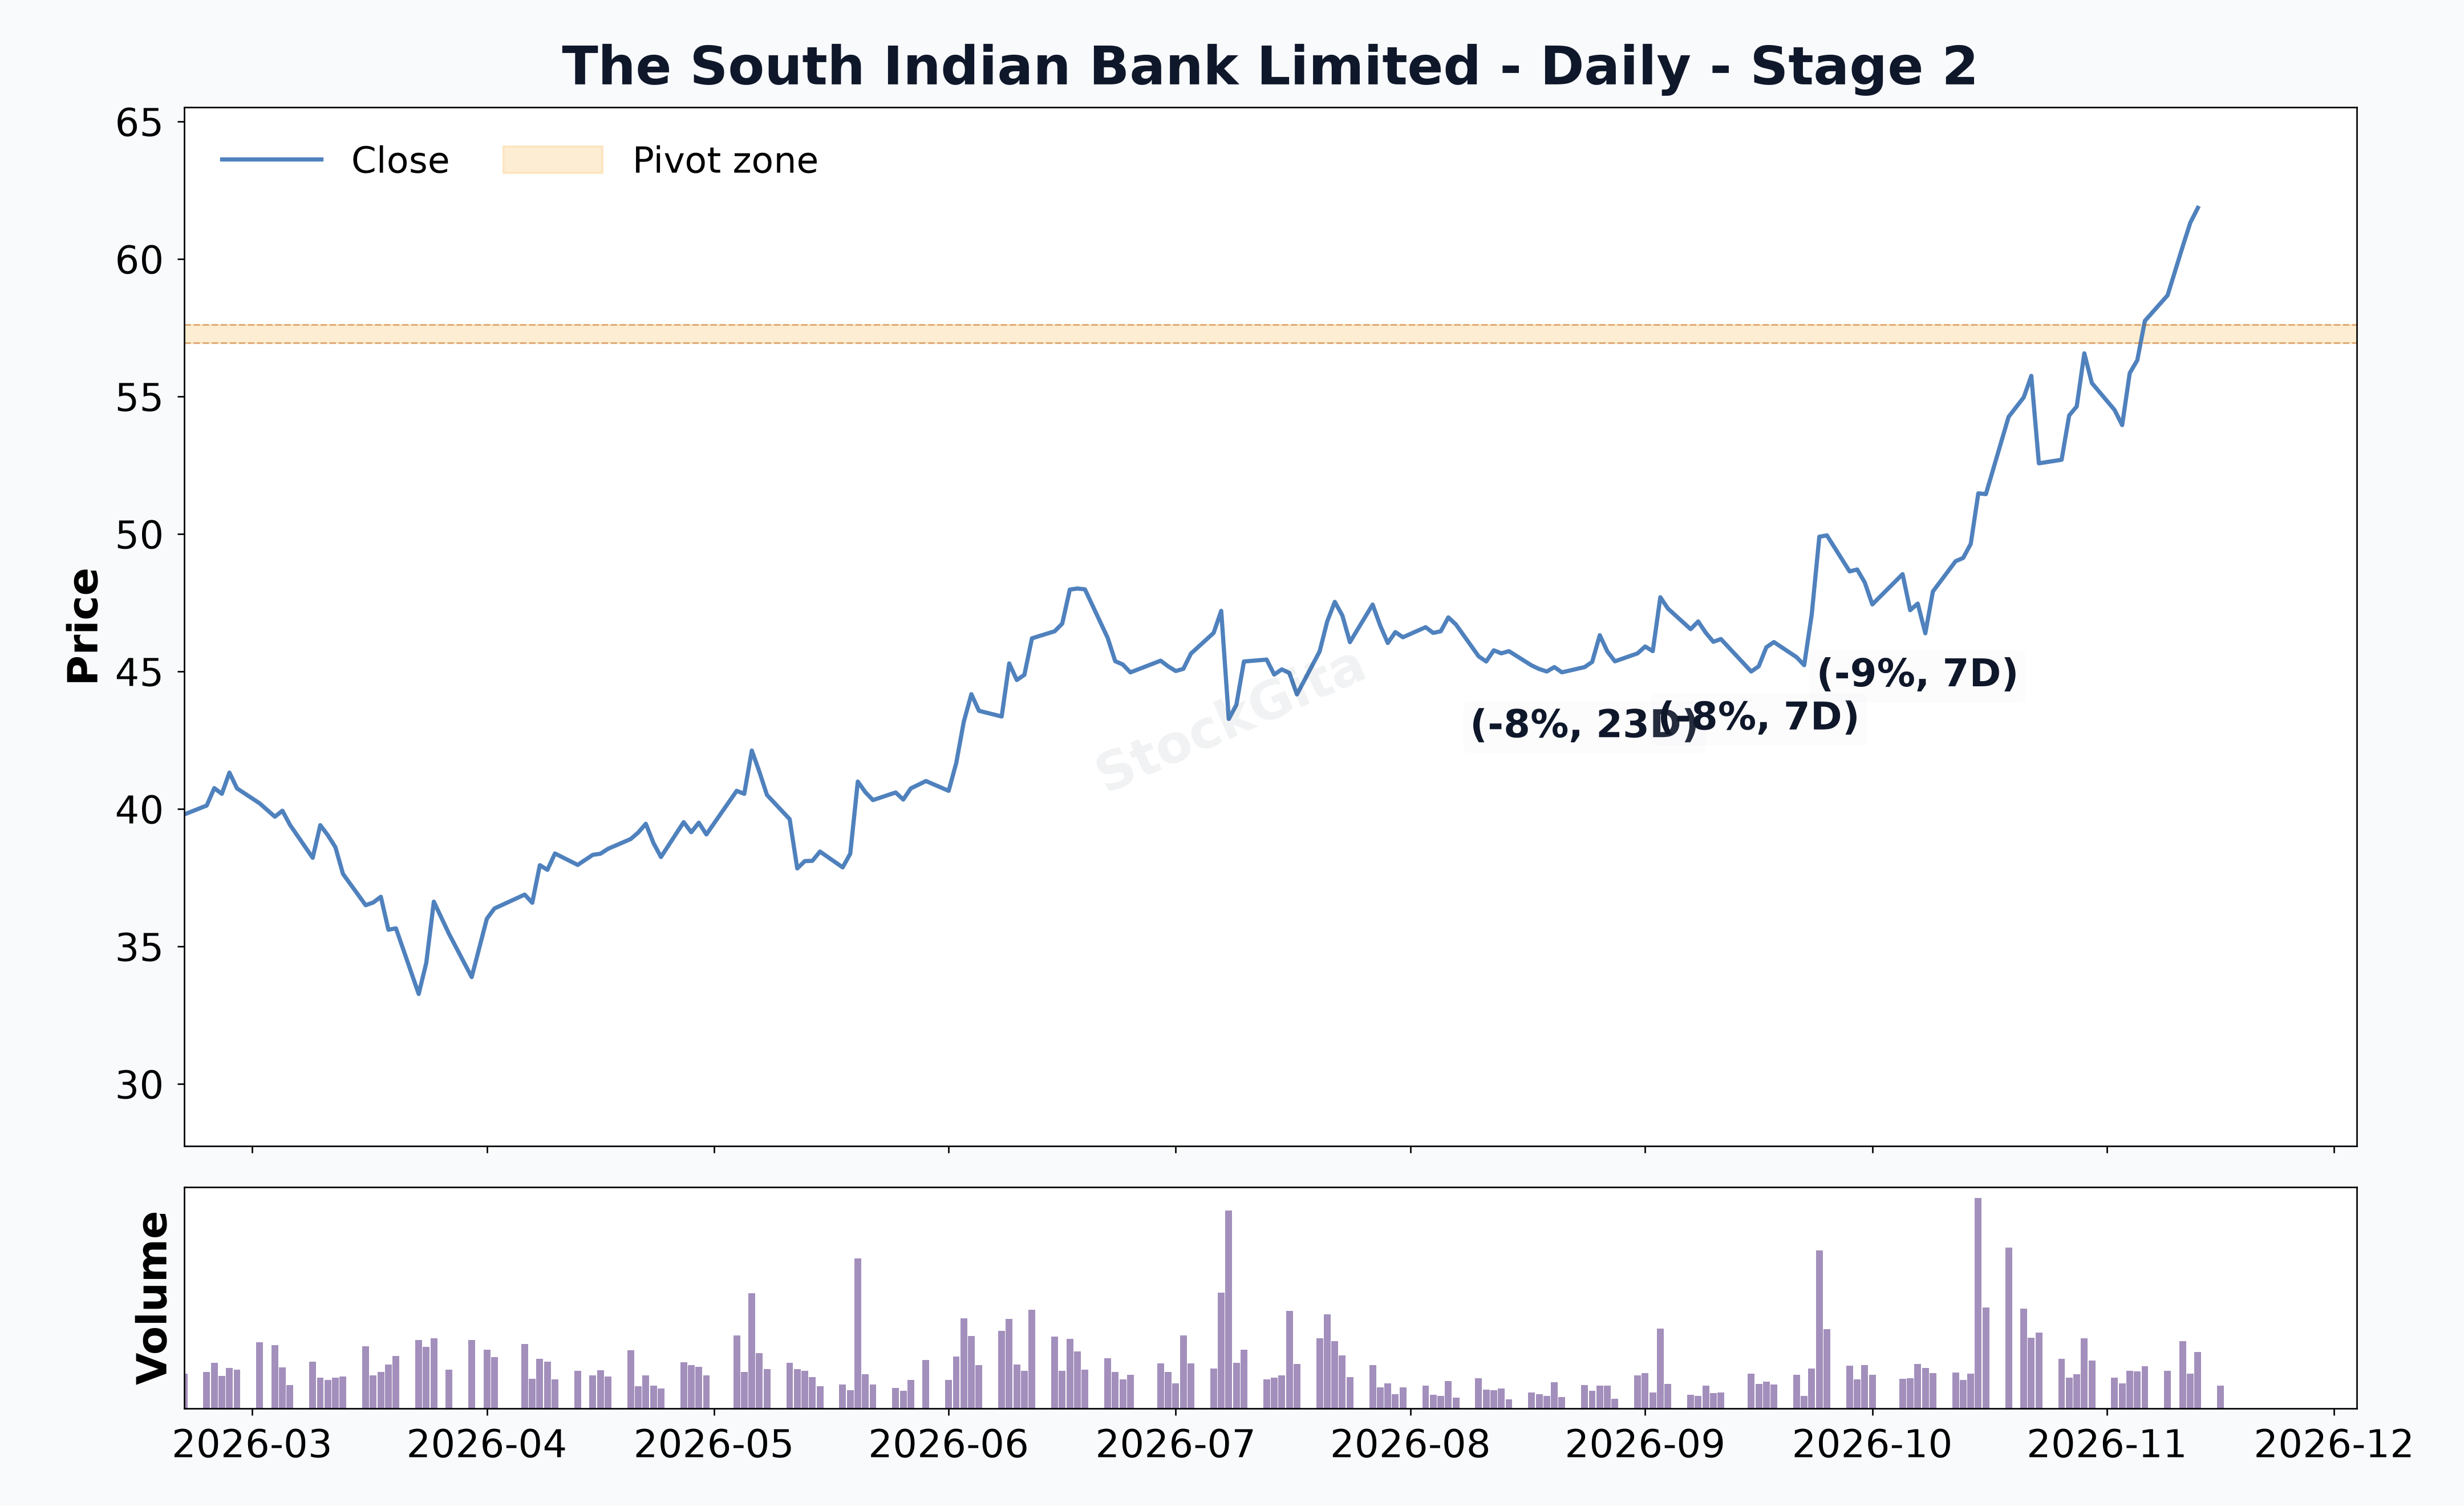 The South Indian Bank Limited - Daily - Stage 2
Close
Pivot zone
Price
65
60
55
50
45
40
35
30
StockGita
(-9%, 7D)
(-8%, 23D)
(-8%, 7D)
Volume
2026-03
2026-04
2026-05
2026-06
2026-07
2026-08
2026-09
2026-10
2026-11
2026-12